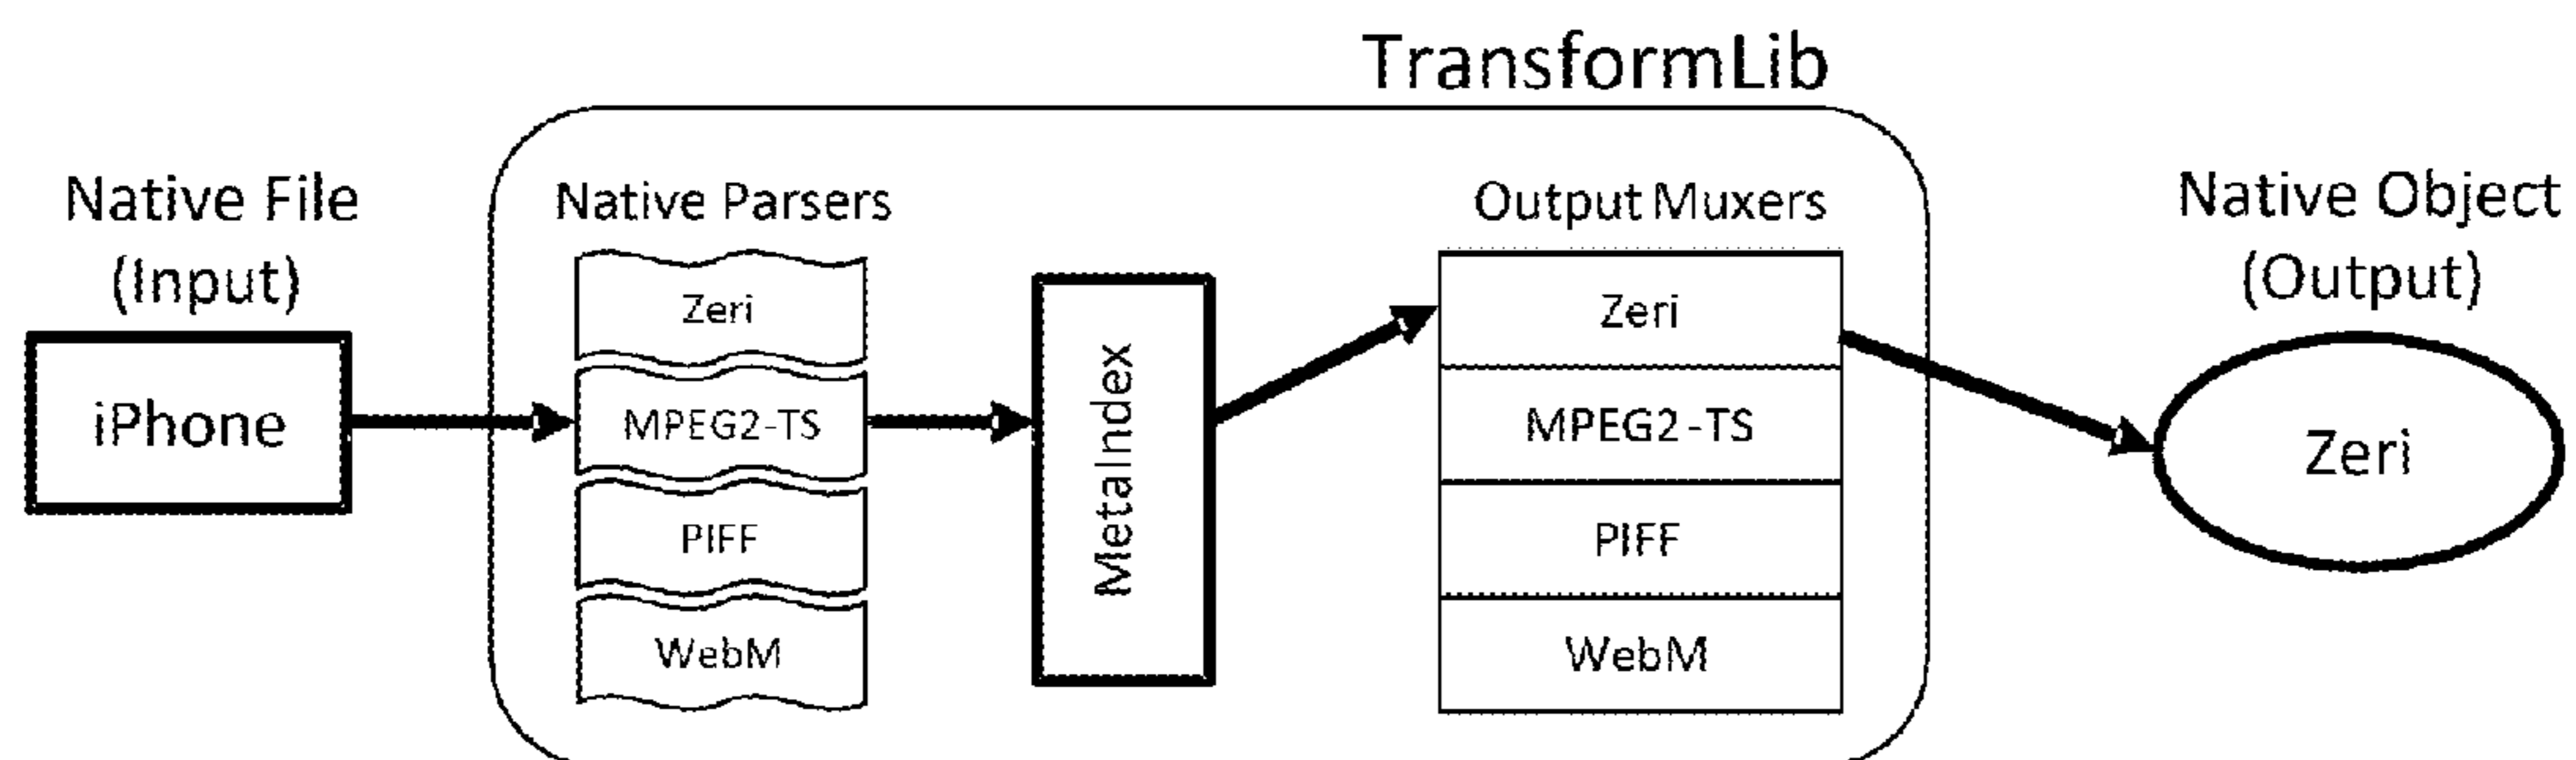 TransformLib
Native File
(Input)
iPhone
Native Parsers
Zeri
MPEG2-TS
PIFF
WebM
MetaIndex
Output Muxers
Zeri
MPEG2-TS
PIFF
WebM
Native Object
(Output)
Zeri